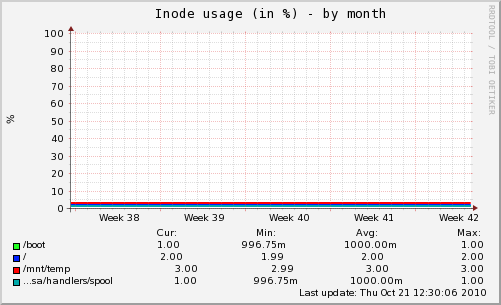 Inode usage (in %) - by month
RRDTOOL / TOBI OETIKER
%
100
90
80
70
60
50
40
30
20
10
0
Week 38 Week 39 Week 40 Week 41 Week 42
Cur: Min: Avg: Max:
/boot 1.00 996.75m 1000.00m 1.00
/ 2.00 1.99 2.00 2.00
/mnt/temp 3.00 2.99 3.00 3.00
...sa/handlers/spool 1.00 996.75m 1000.00m 1.00
Last update: Thu Oct 21 12:30:06 2010